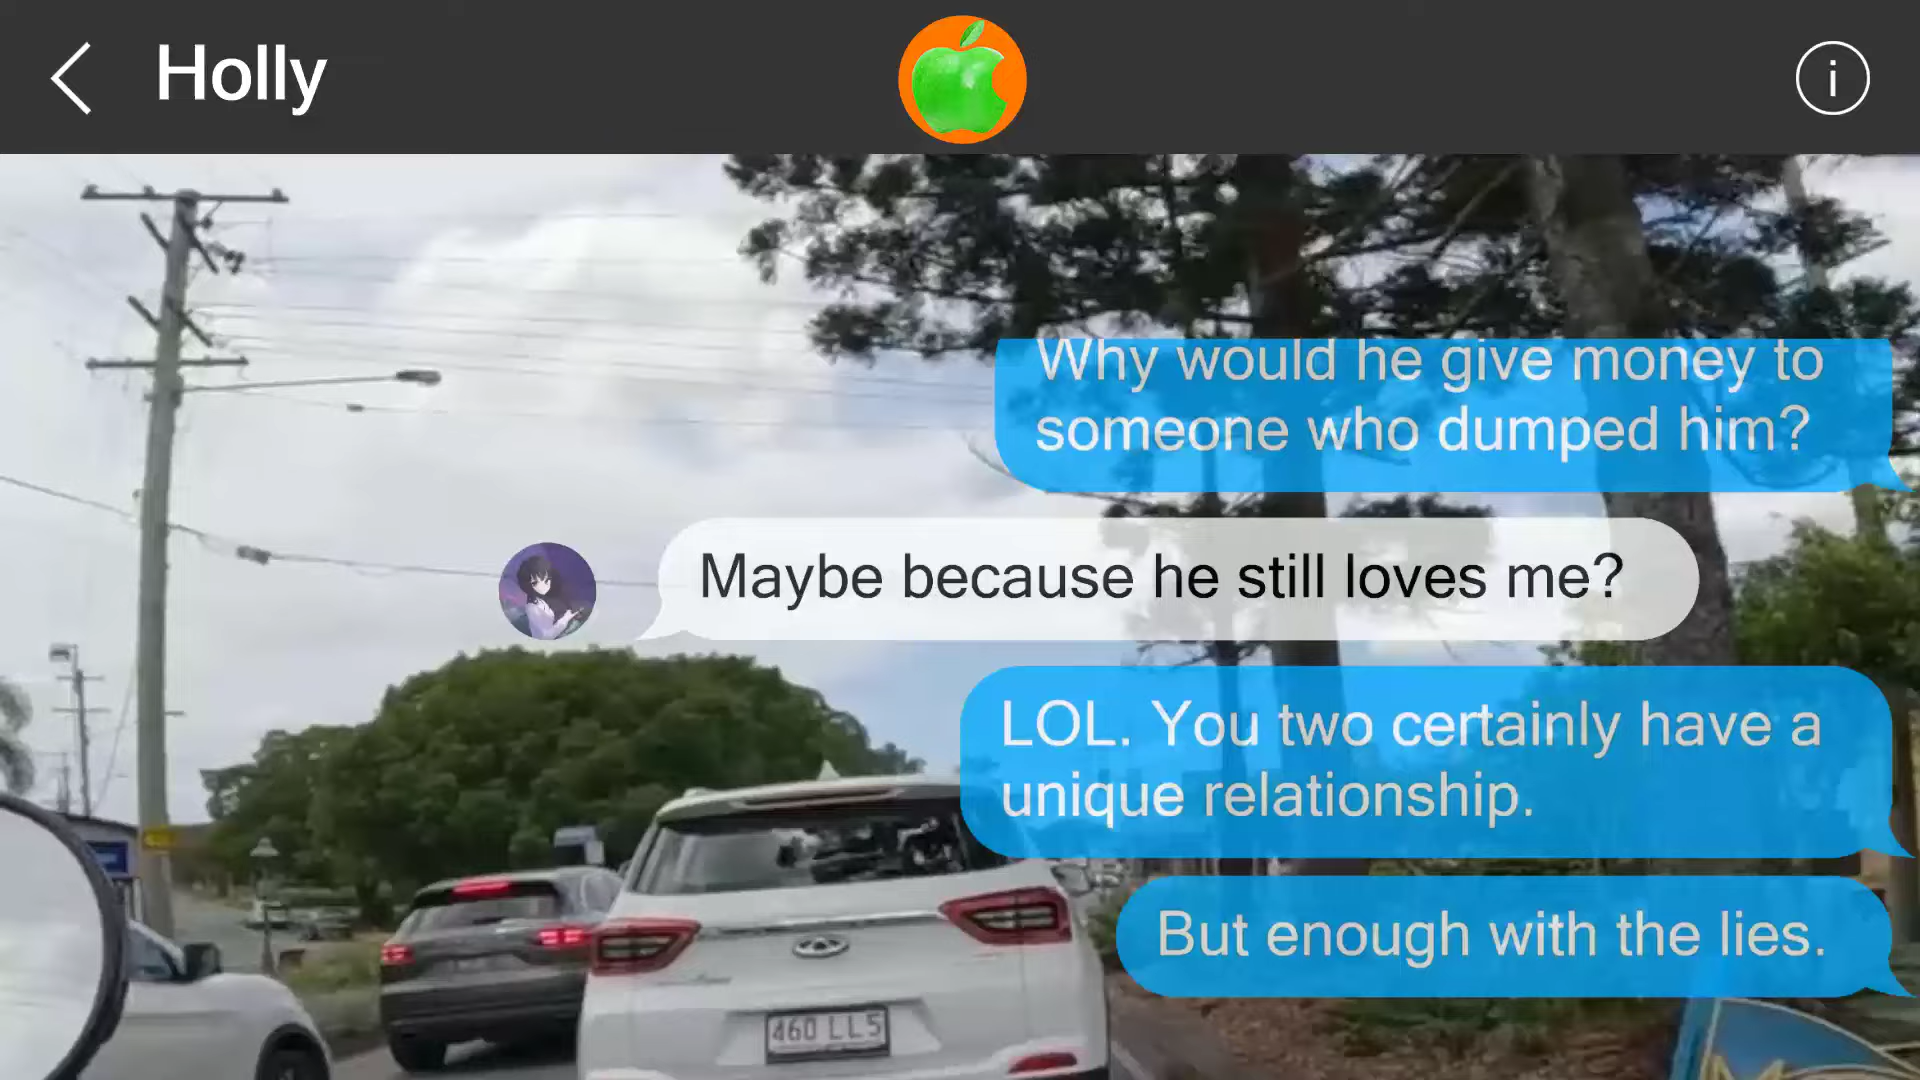 Holly
i
Why would he give money to
someone who dumped him?
Maybe because he still loves me?
LOL. You two certainly have a
unique relationship.
But enough with the lies.
460 LL5